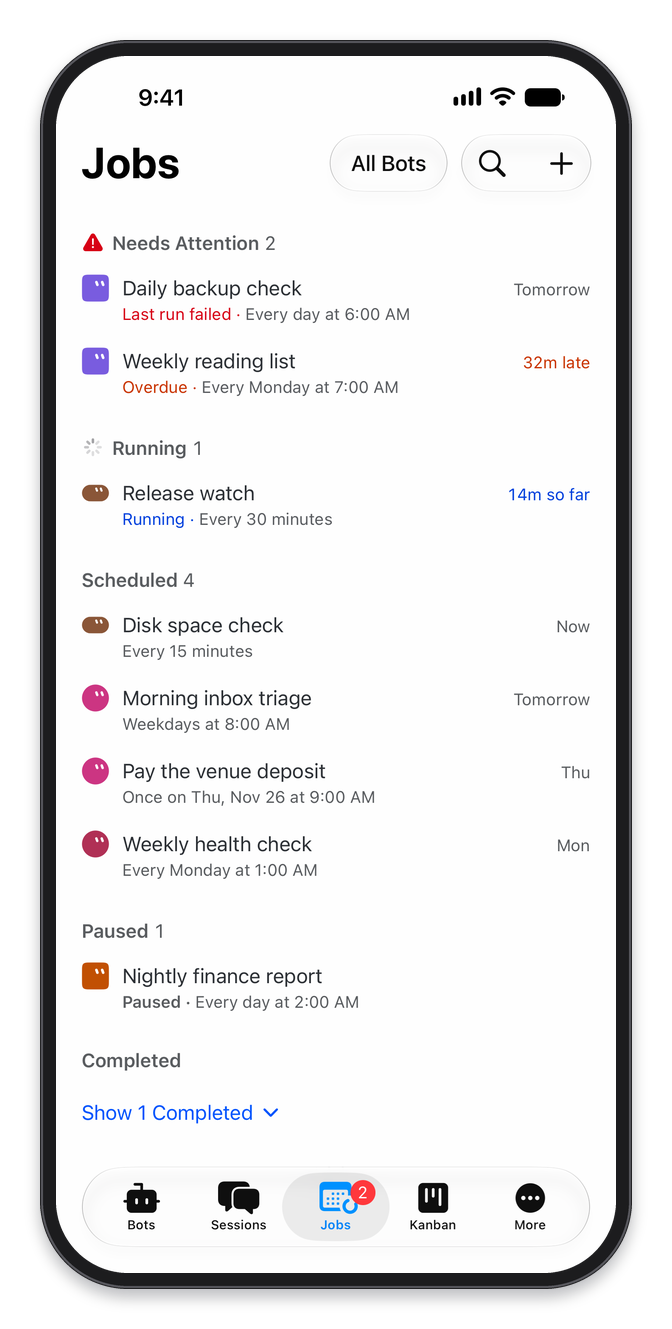 9:41
Jobs
All Bots
Needs Attention 2
Daily backup check
Tomorrow
Last run failed · Every day at 6:00 AM
Weekly reading list
32m late
Overdue · Every Monday at 7:00 AM
Running 1
Release watch
14m so far
Running · Every 30 minutes
Scheduled 4
Disk space check
Now
Every 15 minutes
Morning inbox triage
Tomorrow
Weekdays at 8:00 AM
Pay the venue deposit
Thu
Once on Thu, Nov 26 at 9:00 AM
Weekly health check
Mon
Every Monday at 1:00 AM
Paused 1
Nightly finance report
Paused · Every day at 2:00 AM
Completed
Show 1 Completed
2
Bots
Sessions
Jobs
Kanban
More